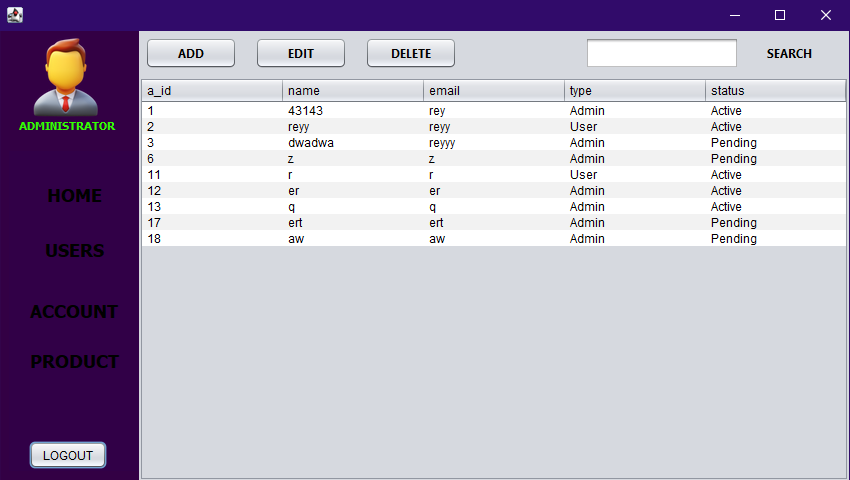 ADD EDIT DELETE SEARCH
ADMINISTRATOR
HOME
USERS
ACCOUNT
PRODUCT
LOGOUT
a_id name email type status
1 43143 rey Admin Active
2 reyy reyy User Active
3 dwadwa reyyy Admin Pending
6 z z Admin Pending
11 r r User Active
12 er er Admin Active
13 q q Admin Active
17 ert ert Admin Pending
18 aw aw Admin Pending